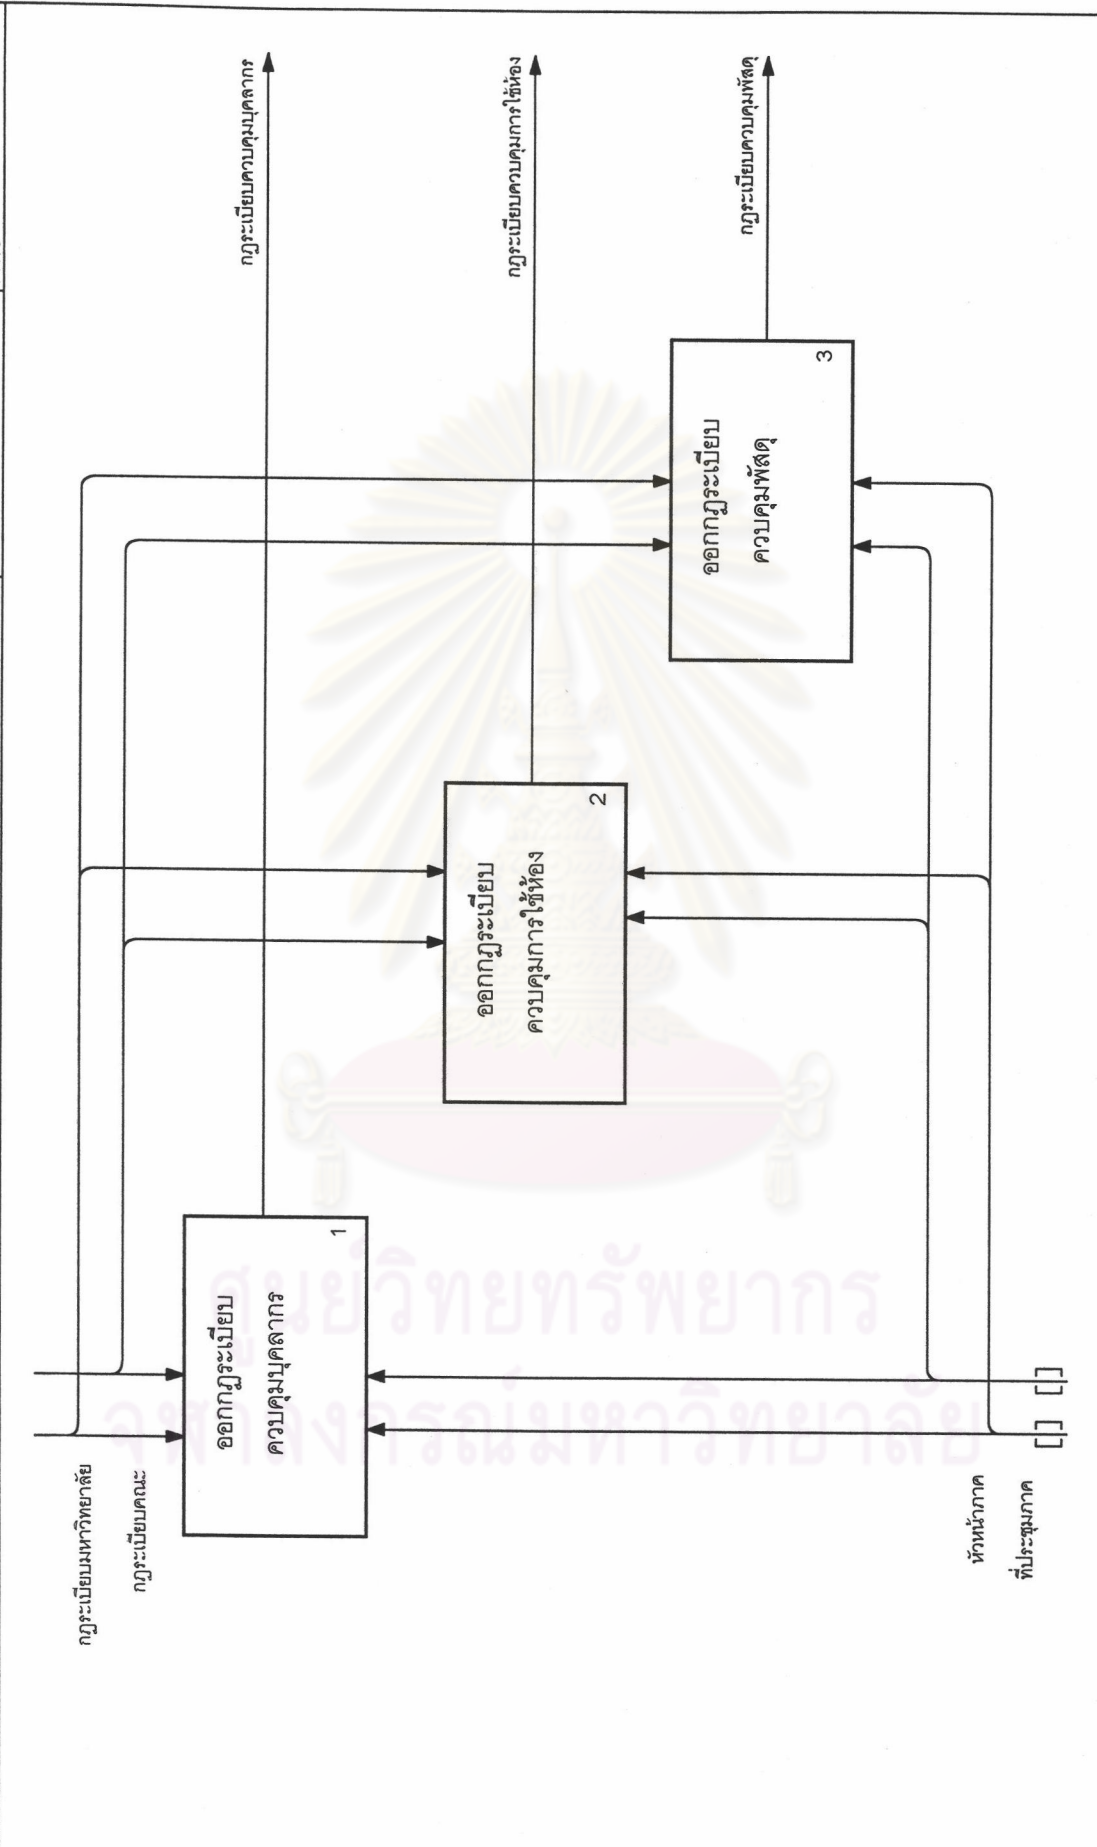 กฎระเบียบมหาวิทยาลัย
กฎระเบียบคณะ
ออกกฎระเบียบ
ควบคุมบุคลากร
1
กฎระเบียบควบคุมบุคลากร
ออกกฎระเบียบ
ควบคุมการใช้ห้อง
2
กฎระเบียบควบคุมการใช้ห้อง
ออกกฎระเบียบ
ควบคุมพัสดุ
3
กฎระเบียบควบคุมพัสดุ
หัวหน้าภาค
ที่ประชุมภาค
ศูนย์วิทยทรัพยากร
จุฬาลงกรณ์มหาวิทยาลัย